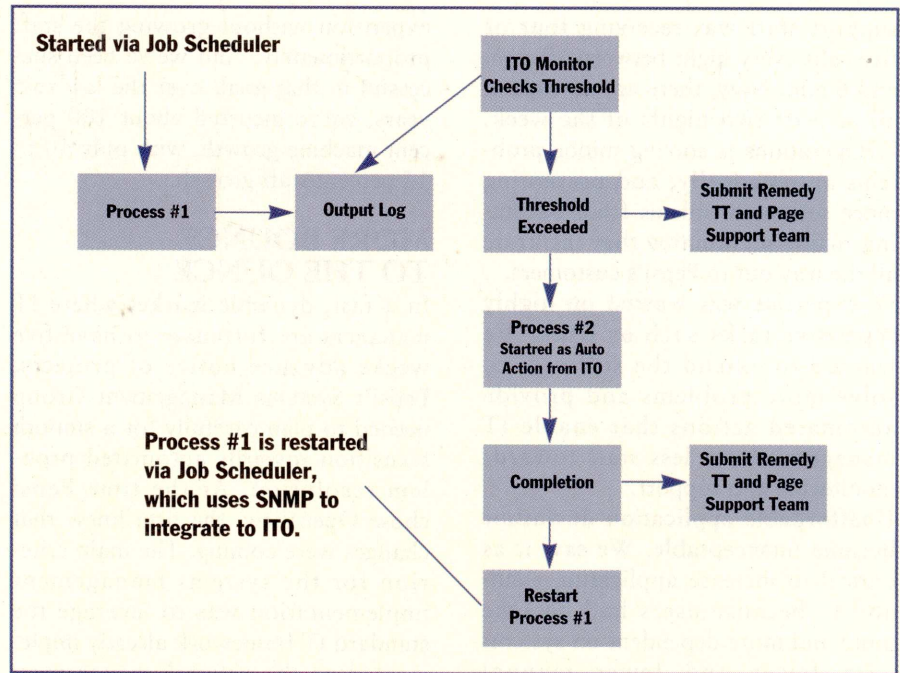 Started via Job Scheduler
ITO Monitor
Checks Threshold
Process #1
Output Log
Threshold
Exceeded
Submit Remedy
TT and Page
Support Team
Process #2
Startred as Auto
Action from ITO
Process #1 is restarted
via Job Scheduler,
which uses SNMP to
integrate to ITO.
Completion
Submit Remedy
TT and Page
Support Team
Restart
Process #1